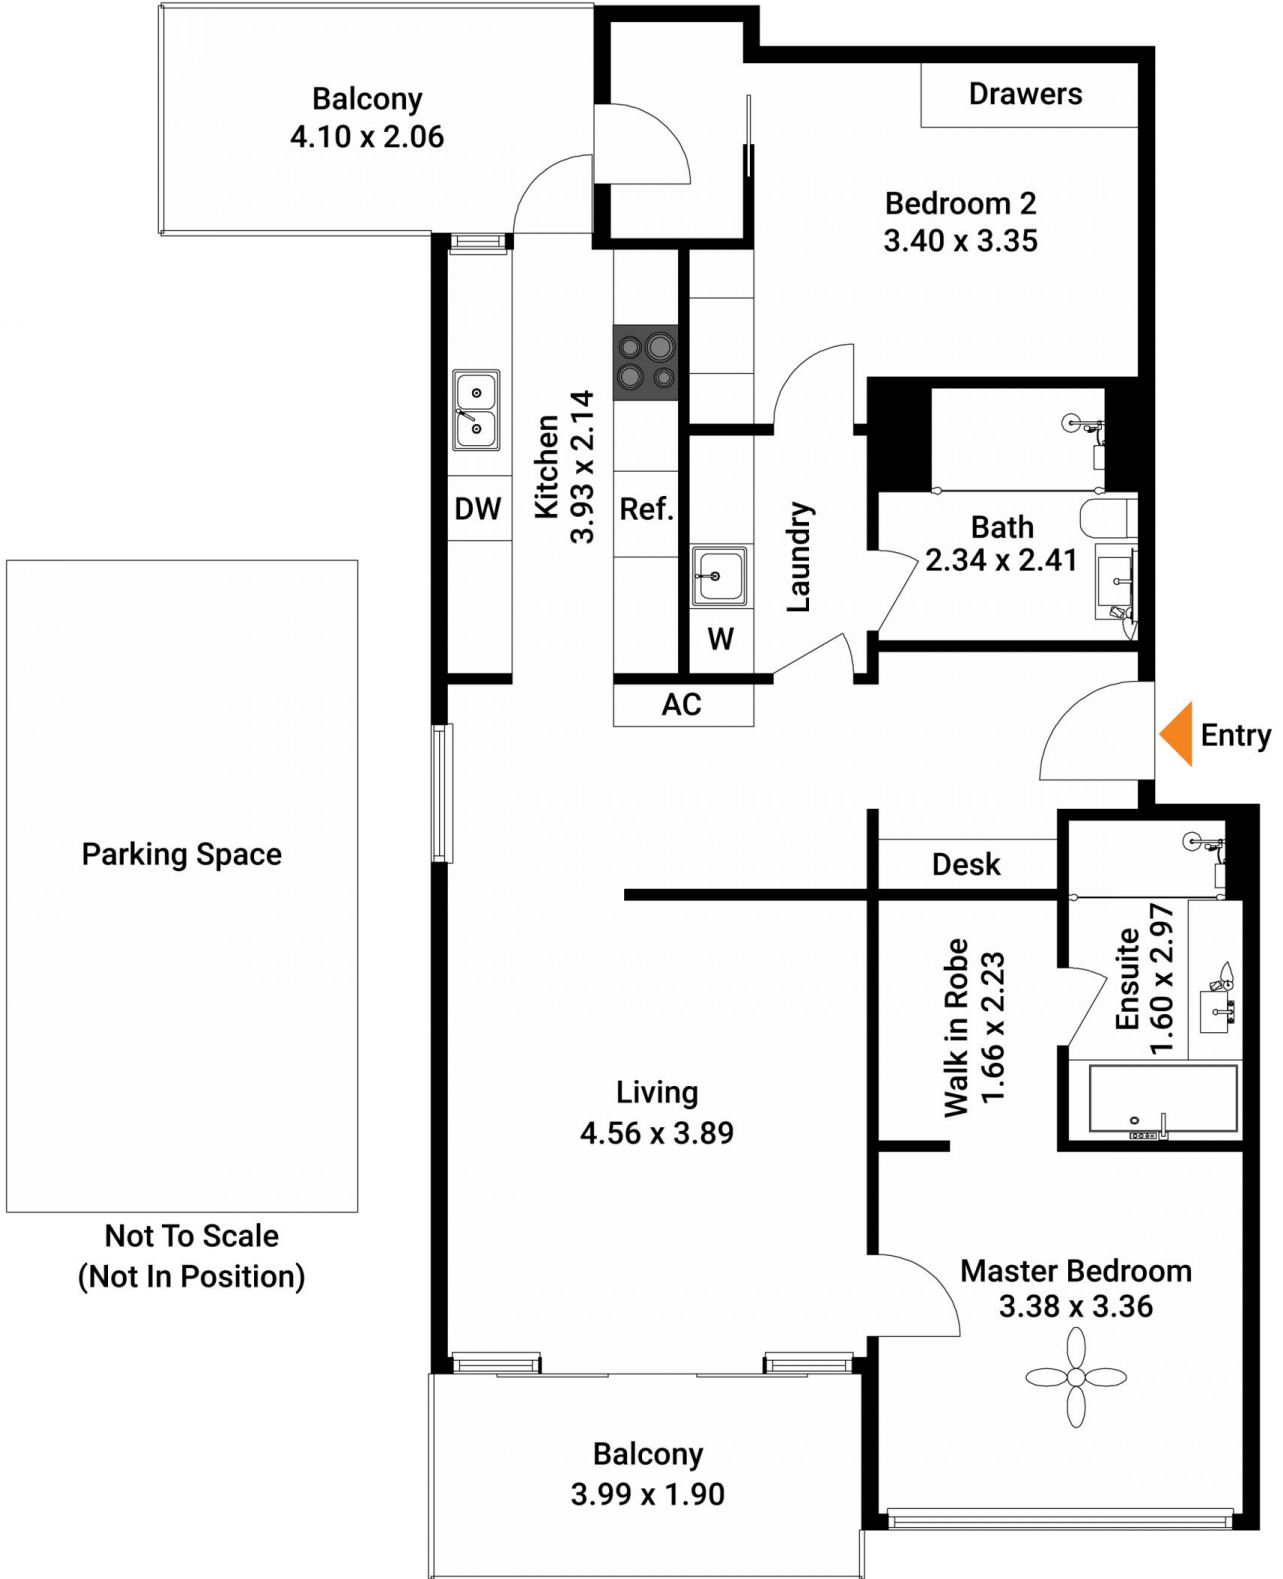 Balcony
4.10 x 2.06
Drawers
Bedroom 2
3.40 x 3.35
Kitchen
3.93 x 2.14
DW
Ref.
Laundry
W
Bath
2.34 x 2.41
AC
Entry
Parking Space
Not To Scale
(Not In Position)
Desk
Walk in Robe
1.66 x 2.23
Ensuite
1.60 x 2.97
Living
4.56 x 3.89
Master Bedroom
3.38 x 3.36
Balcony
3.99 x 1.90